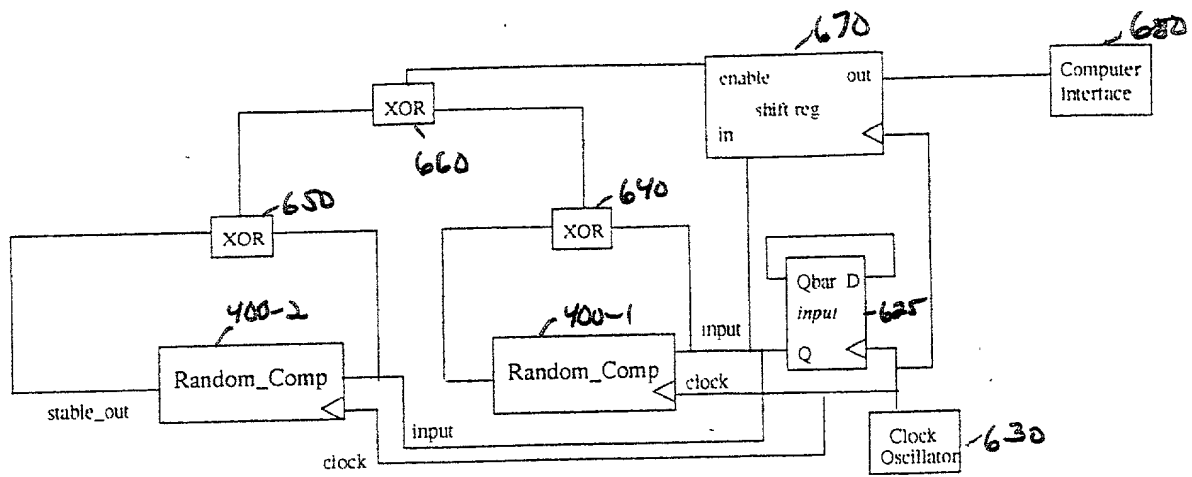 670
680
enable out
shift reg
in
Computer
Interface
XOR
660
650
640
XOR
XOR
Qbar D
input
Q
625
400-2
400-1
input
Random_Comp
Random_Comp
clock
stable_out
input
clock
Clock
Oscillator
630